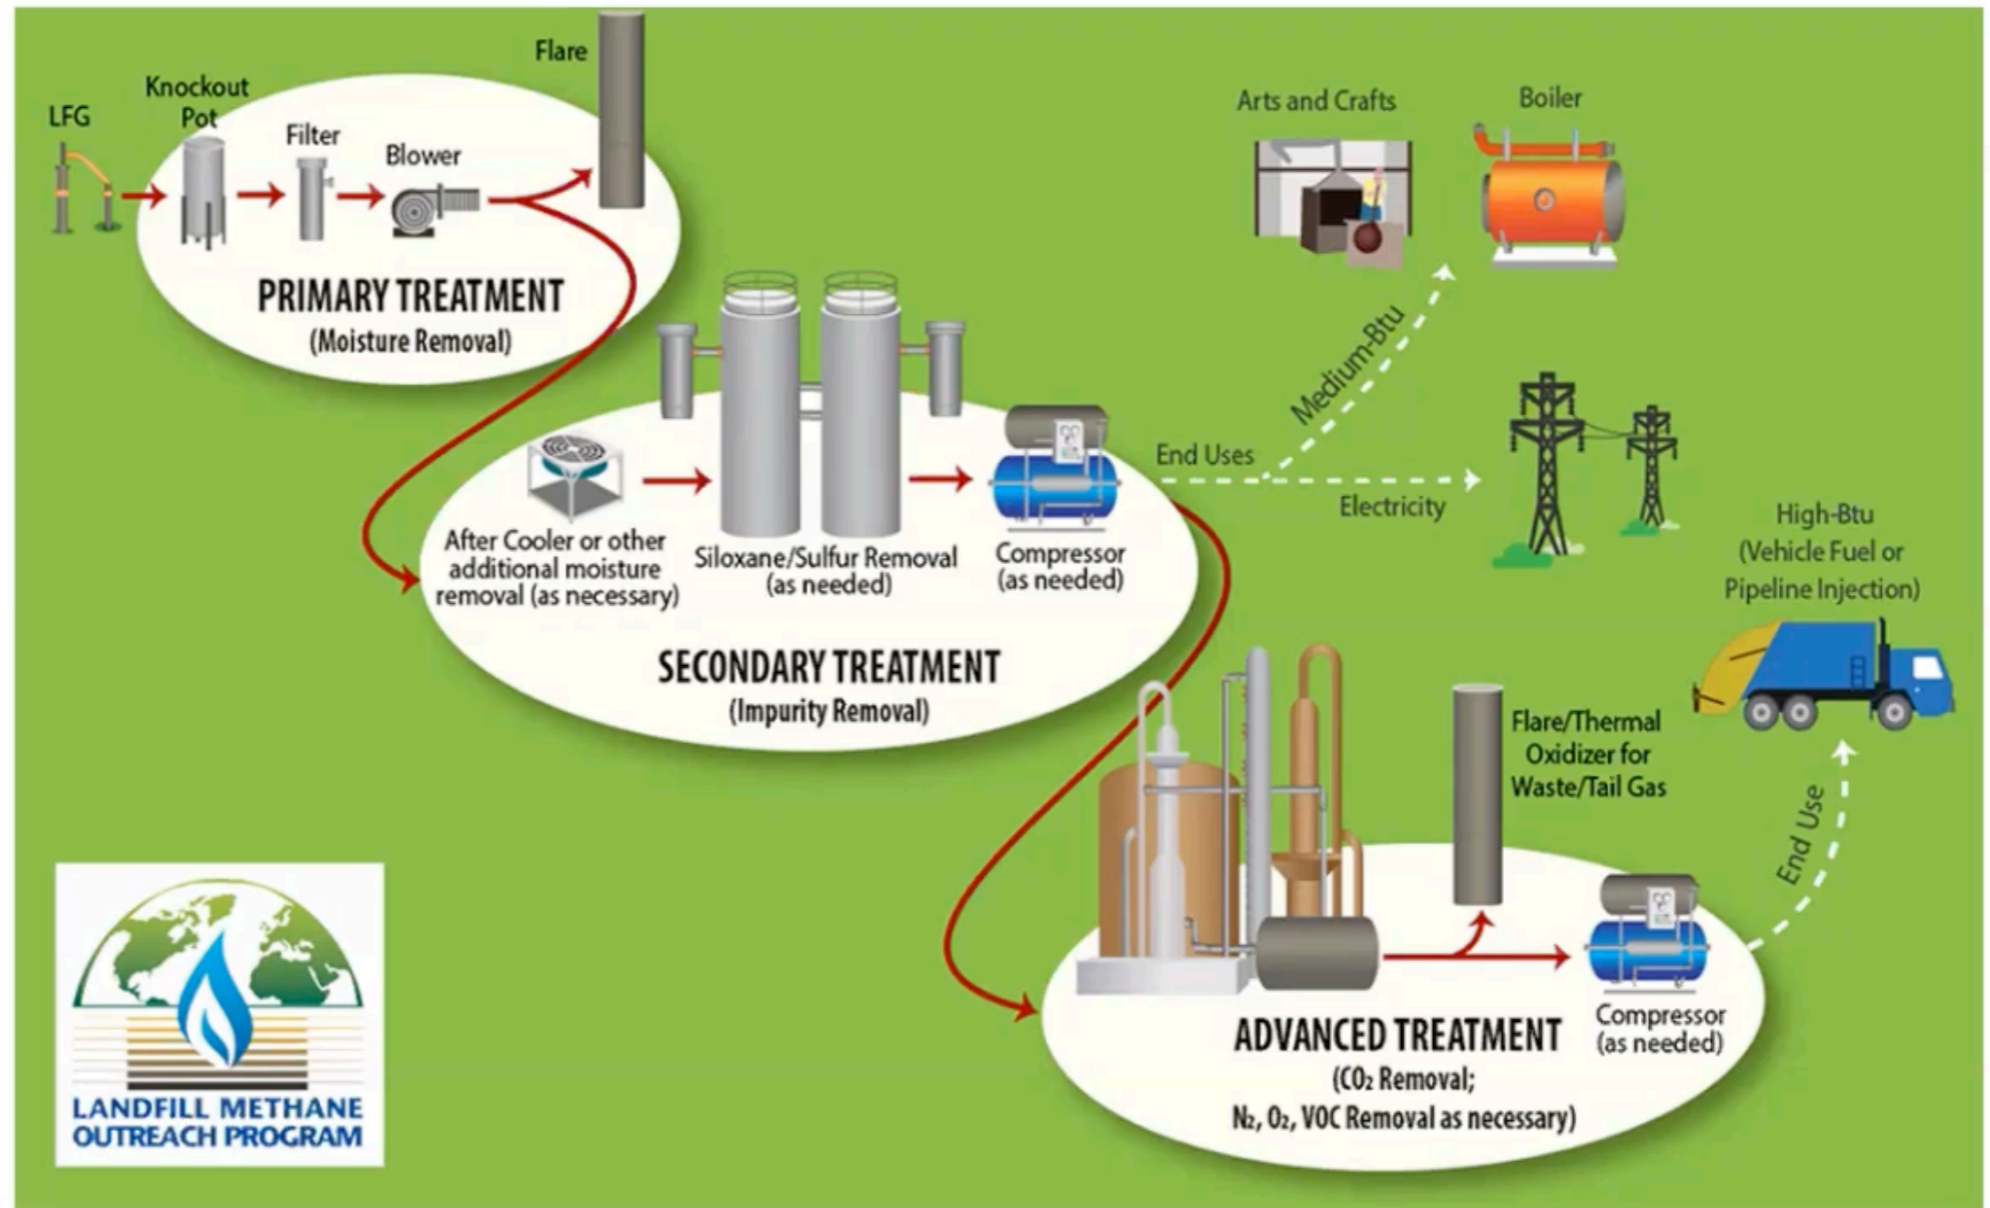 Flare
Knockout
Pot
LFG
Filter
Blower
PRIMARY TREATMENT
(Moisture Removal)
Arts and Crafts
Boiler
Medium-Btu
End Uses
Electricity
After Cooler or other
additional moisture
removal (as necessary)
Siloxane/Sulfur Removal
(as needed)
Compressor
(as needed)
SECONDARY TREATMENT
(Impurity Removal)
High-Btu
(Vehicle Fuel or
Pipeline Injection)
Flare/Thermal
Oxidizer for
Waste/Tail Gas
End Use
Compressor
(as needed)
ADVANCED TREATMENT
(CO₂ Removal;
N₂, O₂, VOC Removal as necessary)
LANDFILL METHANE
OUTREACH PROGRAM